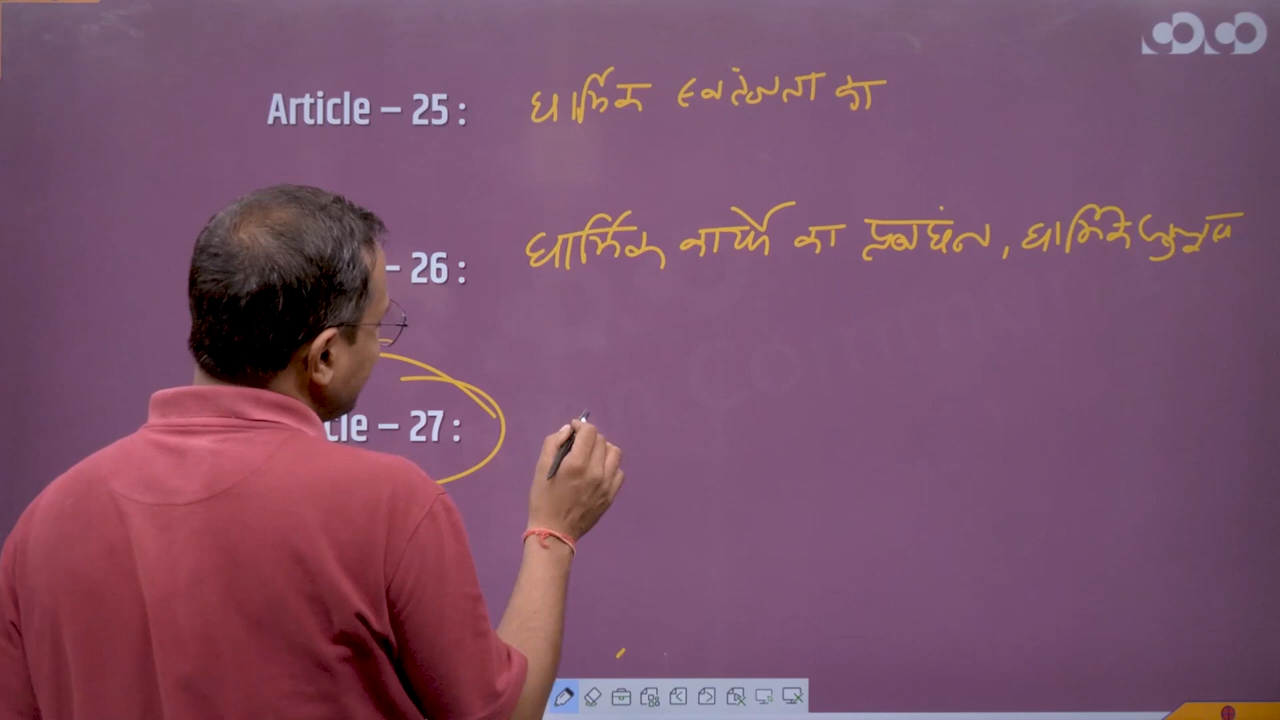 Article – 25 : धार्मिक स्वतंत्रता का
– 26 : धार्मिक कार्यों का प्रबंधन, धार्मिक
cle – 27 :